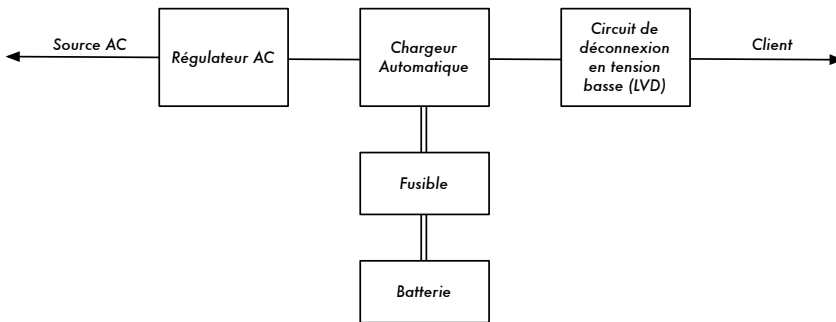 Source AC
Régulateur AC
Chargeur
Automatique
Circuit de
déconnexion
en tension
basse (LVD)
Client
Fusible
Batterie